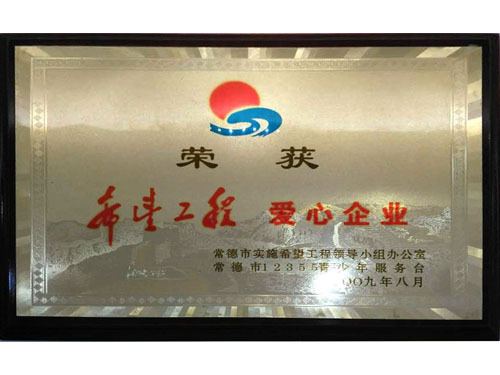 荣 获
希望工程 爱心企业
常德市实施希望工程领导小组办公室
常德市12355青少年服务台
〇〇九年八月